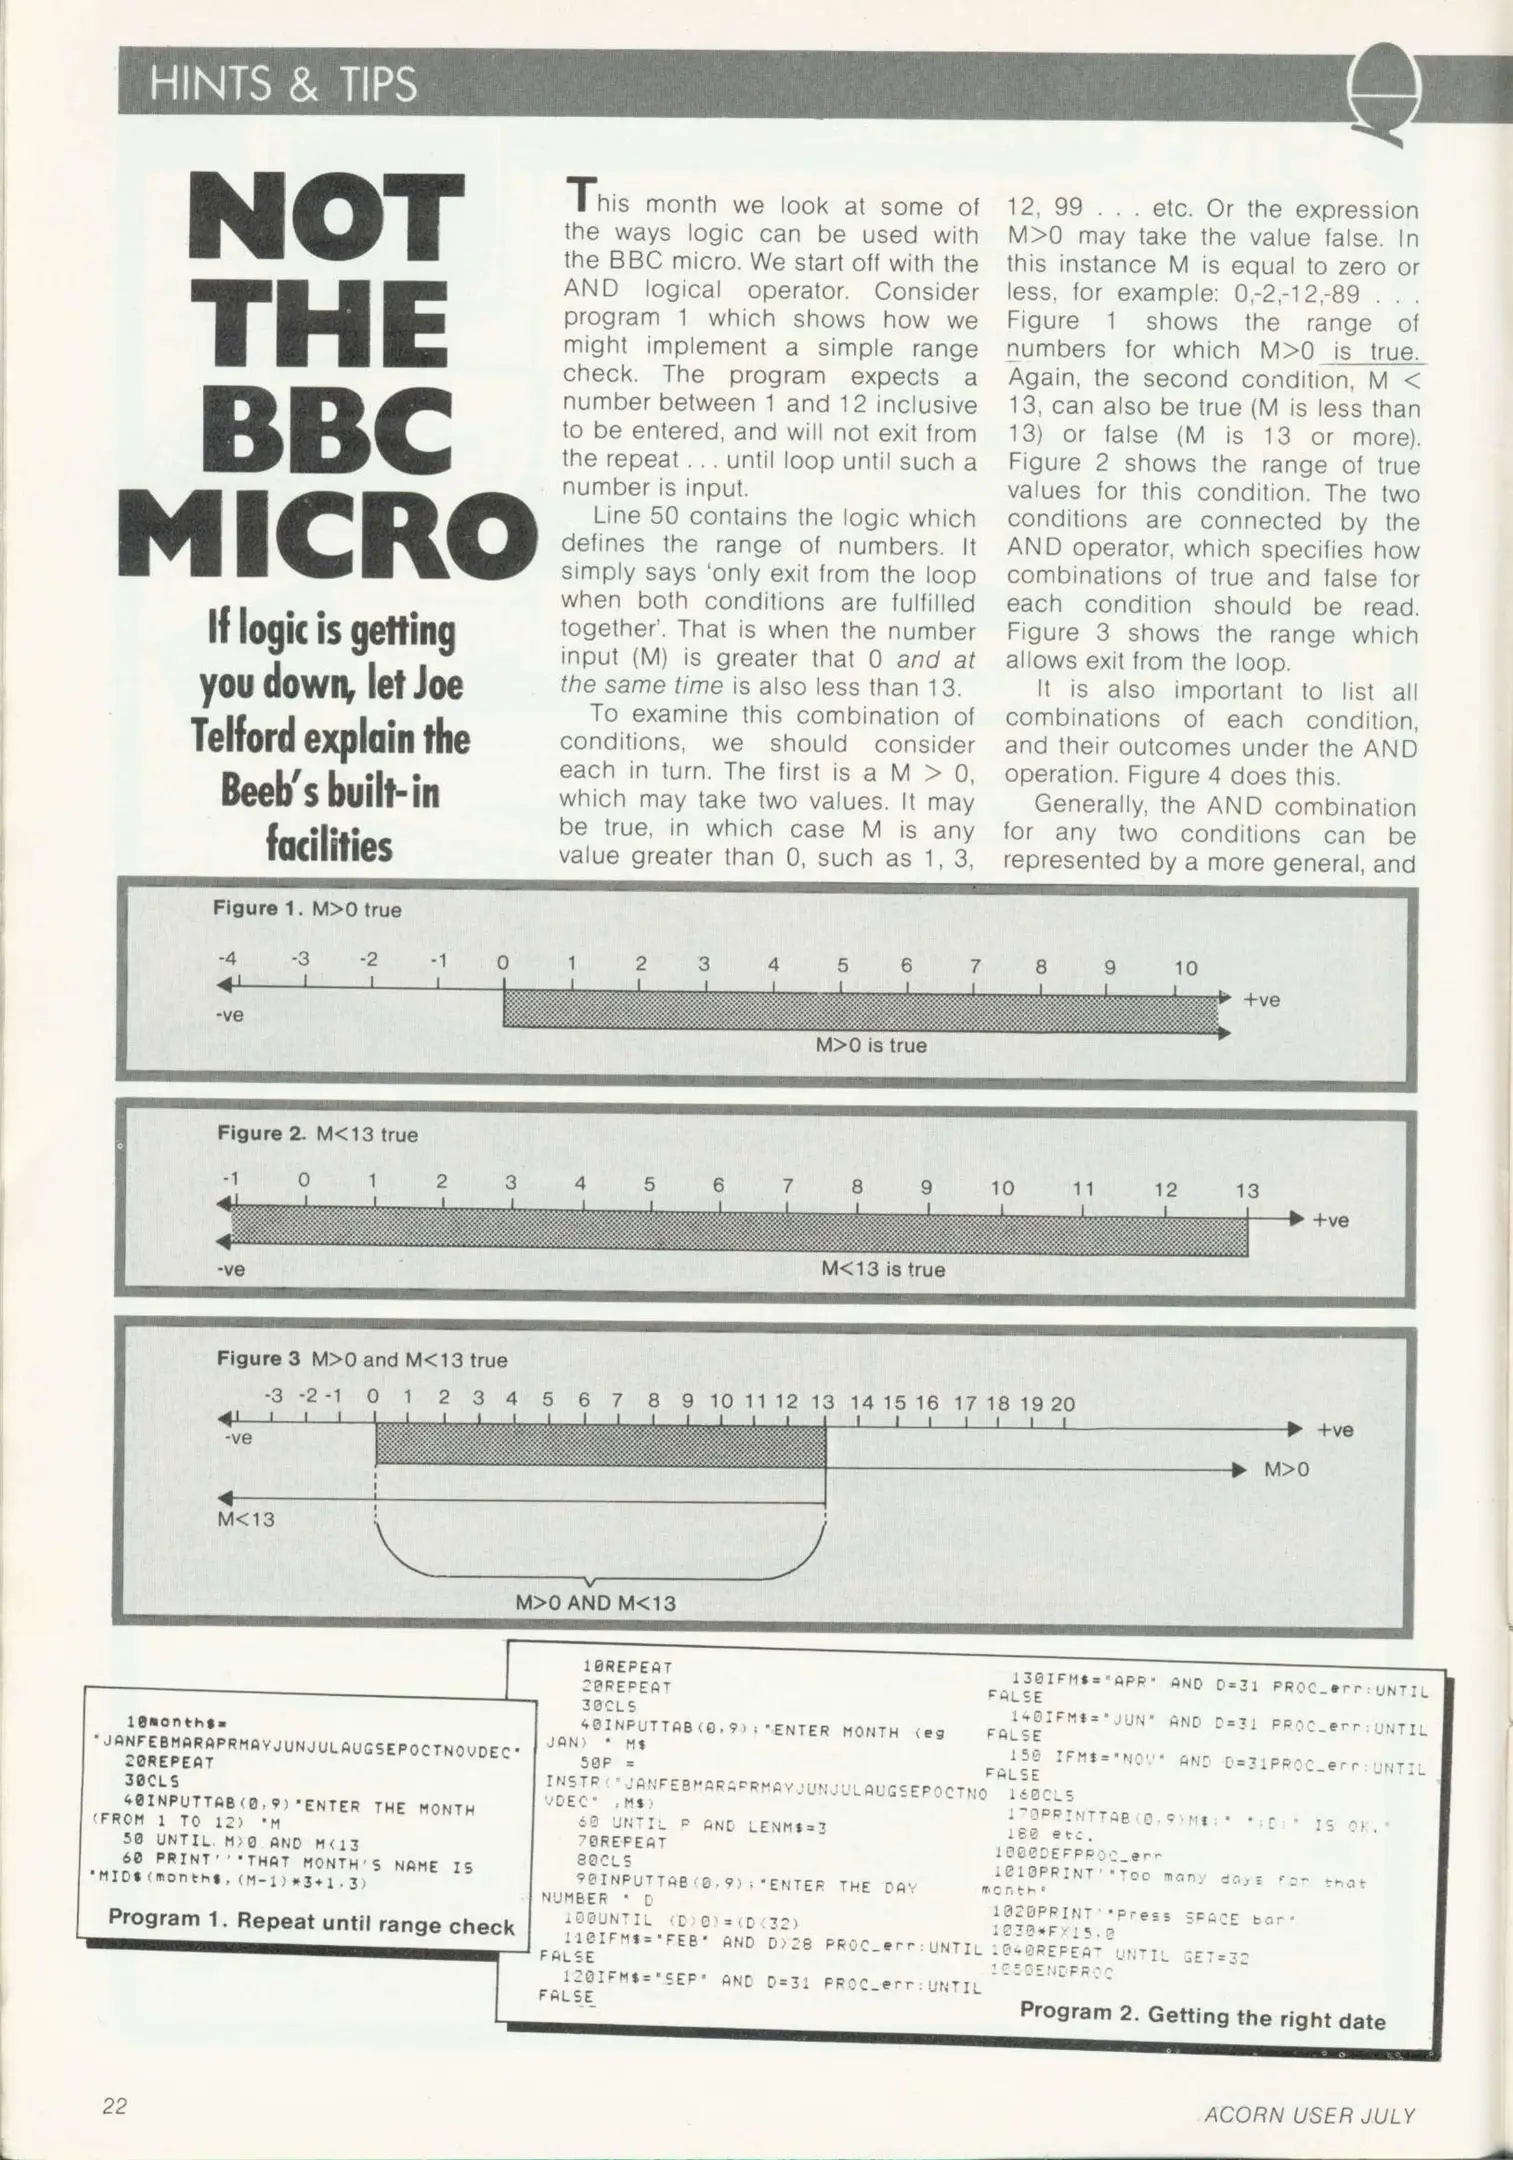 HINTS & TIPS
NOT
THE
BBC
MICRO
If logic is getting
you down, let Joe
Telford explain the
Beeb's built-in
facilities
This month we look at some of
the ways logic can be used with
the BBC micro. We start off with the
AND logical operator. Consider
program 1 which shows how we
might implement a simple range
check. The program expects a
number between 1 and 12 inclusive
to be entered, and will not exit from
the repeat . . . until loop until such a
number is input.
Line 50 contains the logic which
defines the range of numbers. It
simply says 'only exit from the loop
when both conditions are fulfilled
together'. That is when the number
input (M) is greater that 0 and at
the same time is also less than 13.
To examine this combination of
conditions, we should consider
each in turn. The first is a M > 0,
which may take two values. It may
be true, in which case M is any
value greater than 0, such as 1, 3,
12, 99 . . . etc. Or the expression
M>0 may take the value false. In
this instance M is equal to zero or
less, for example: 0,-2,-12,-89 . . .
Figure 1 shows the range of
numbers for which M>0 is true.
Again, the second condition, M <
13, can also be true (M is less than
13) or false (M is 13 or more).
Figure 2 shows the range of true
values for this condition. The two
conditions are connected by the
AND operator, which specifies how
combinations of true and false for
each condition should be read.
Figure 3 shows the range which
allows exit from the loop.
It is also important to list all
combinations of each condition,
and their outcomes under the AND
operation. Figure 4 does this.
Generally, the AND combination
for any two conditions can be
represented by a more general, and
Figure 1. M>0 true
-4 -3 -2 -1 0 1 2 3 4 5 6 7 8 9 10
-ve +ve
M>0 is true
Figure 2. M<13 true
-1 0 1 2 3 4 5 6 7 8 9 10 11 12 13
+ve
-ve M<13 is true
Figure 3 M>0 and M<13 true
-3 -2 -1 0 1 2 3 4 5 6 7 8 9 10 11 12 13 14 15 16 17 18 19 20
-ve +ve
M>0
M<13
M>0 AND M<13
10month$=
"JANFEBMARAPRMAYJUNJULAUGSEPOCTNOVDEC"
20REPEAT
30CLS
40INPUTTAB(0,9)"ENTER THE MONTH
(FROM 1 TO 12) "M
50 UNTIL M>0 AND M<13
60 PRINT''"THAT MONTH'S NAME IS
"MID$(month$,(M-1)*3+1,3)
Program 1. Repeat until range check
10REPEAT
20REPEAT
30CLS
40INPUTTAB(0,9);"ENTER MONTH (eg
JAN) " M$
50P =
INSTR("JANFEBMARAPRMAYJUNJULAUGSEPOCTNO
VDEC" ,M$)
60 UNTIL P AND LENM$=3
70REPEAT
80CLS
90INPUTTAB(0,9);"ENTER THE DAY
NUMBER " D
100UNTIL (D>0)=(D<32)
110IFM$="FEB" AND D>28 PROC_err:UNTIL
FALSE
120IFM$="SEP" AND D=31 PROC_err:UNTIL
FALSE
130IFM$="APR" AND D=31 PROC_err:UNTIL
FALSE
140IFM$="JUN" AND D=31 PROC_err:UNTIL
FALSE
150 IFM$="NOV" AND D=31PROC_err:UNTIL
FALSE
160CLS
170PRINTTAB(0,9)M$;" ";D;" IS OK."
180 etc.
1000DEFPROC_err
1010PRINT'"Too many days for that
month"
1020PRINT'"Press SPACE bar"
1030*FX15,0
1040REPEAT UNTIL GET=32
1050ENDPROC
Program 2. Getting the right date
22
ACORN USER JULY